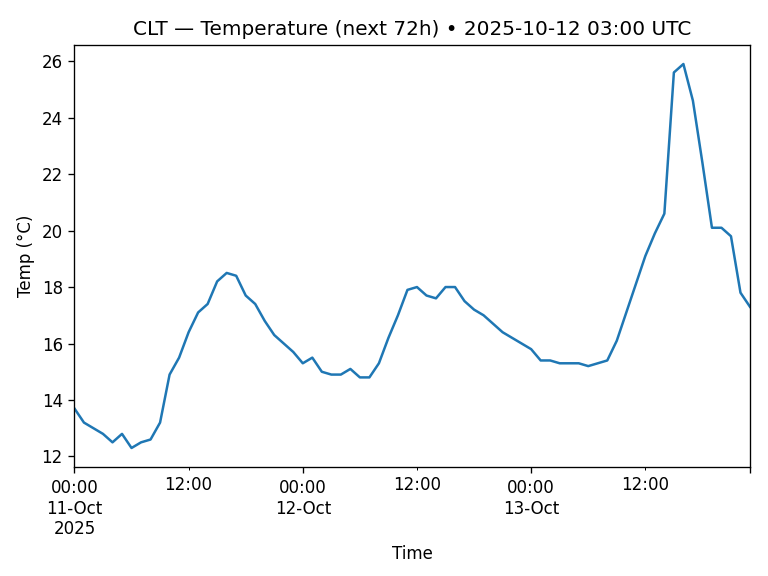 CLT — Temperature (next 72h) • 2025-10-12 03:00 UTC
26
24
22
20
18
16
14
12
Temp (°C)
00:00 12:00 00:00 12:00 00:00 12:00
11-Oct 12-Oct 13-Oct
2025
Time